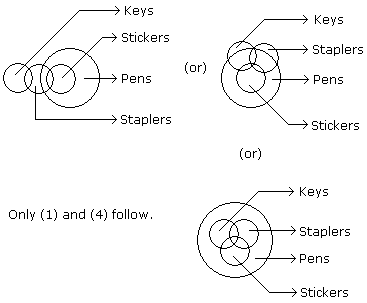 Keys
Stickers
Pens
Staplers
(or)
Keys
Staplers
Pens
Stickers
(or)
Only (1) and (4) follow.
Keys
Staplers
Pens
Stickers